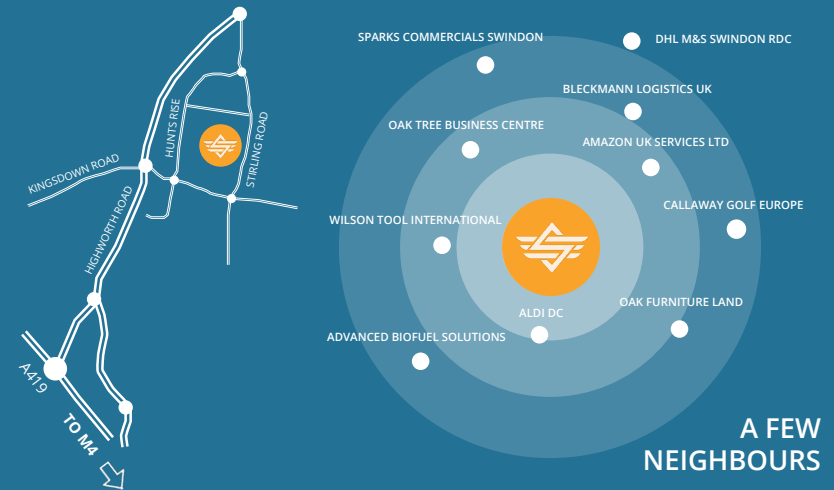 HUNTS RISE
STIRLING ROAD
KINGSDOWN ROAD
HIGHWORTH ROAD
A419
TO M4
SPARKS COMMERCIALS SWINDON
DHL M&S SWINDON RDC
BLECKMANN LOGISTICS UK
OAK TREE BUSINESS CENTRE
AMAZON UK SERVICES LTD
CALLAWAY GOLF EUROPE
WILSON TOOL INTERNATIONAL
OAK FURNITURE LAND
ALDI DC
ADVANCED BIOFUEL SOLUTIONS
A FEW
NEIGHBOURS